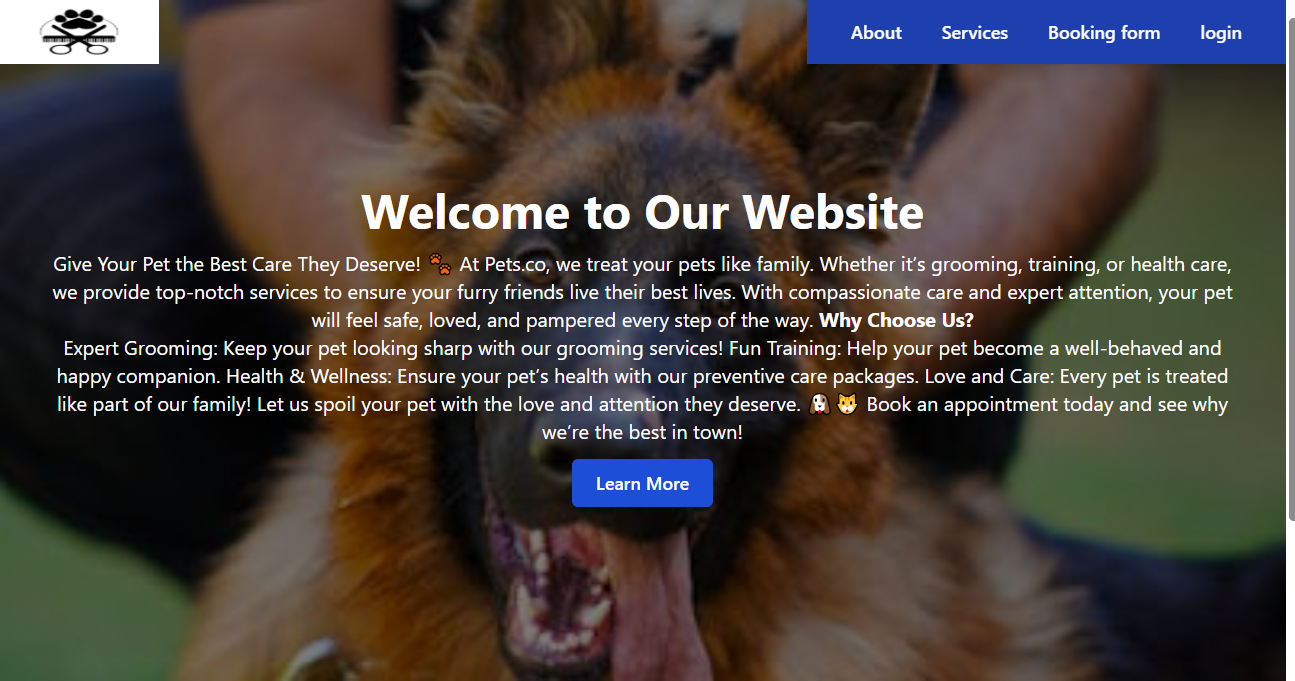 About Services Booking form login
Welcome to Our Website
Give Your Pet the Best Care They Deserve! 🐾 At Pets.co, we treat your pets like family. Whether it’s grooming, training, or health care,
we provide top-notch services to ensure your furry friends live their best lives. With compassionate care and expert attention, your pet
will feel safe, loved, and pampered every step of the way. Why Choose Us?
Expert Grooming: Keep your pet looking sharp with our grooming services! Fun Training: Help your pet become a well-behaved and
happy companion. Health & Wellness: Ensure your pet’s health with our preventive care packages. Love and Care: Every pet is treated
like part of our family! Let us spoil your pet with the love and attention they deserve. 🐶🐱 Book an appointment today and see why
we’re the best in town!
Learn More